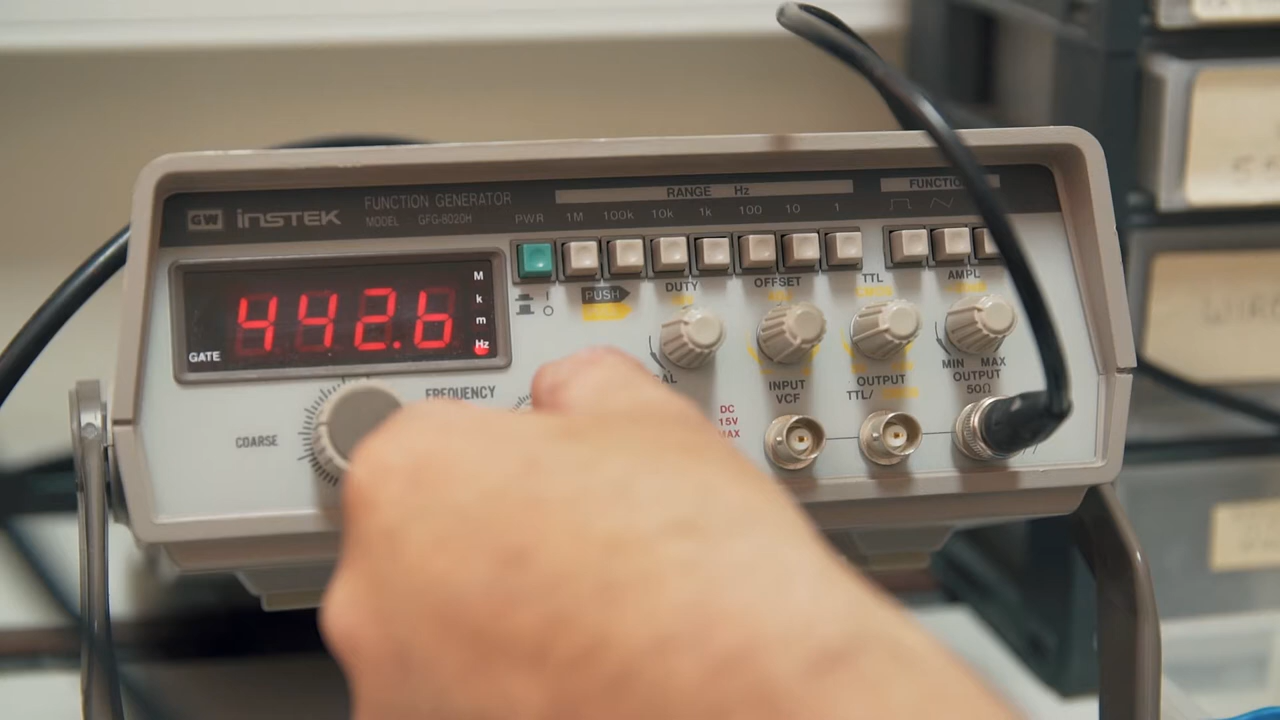 GW INSTEK
FUNCTION GENERATOR
MODEL : GFG-8020H
RANGE Hz
PWR 1M 100k 10k 1k 100 10 1
442.6
M
k
m
Hz
GATE
PUSH
DUTY
OFFSET
TTL
AMPL
MIN MAX
FREQUENCY
COARSE
INPUT
VCF
OUTPUT
TTL/
OUTPUT
50Ω
DC
15V